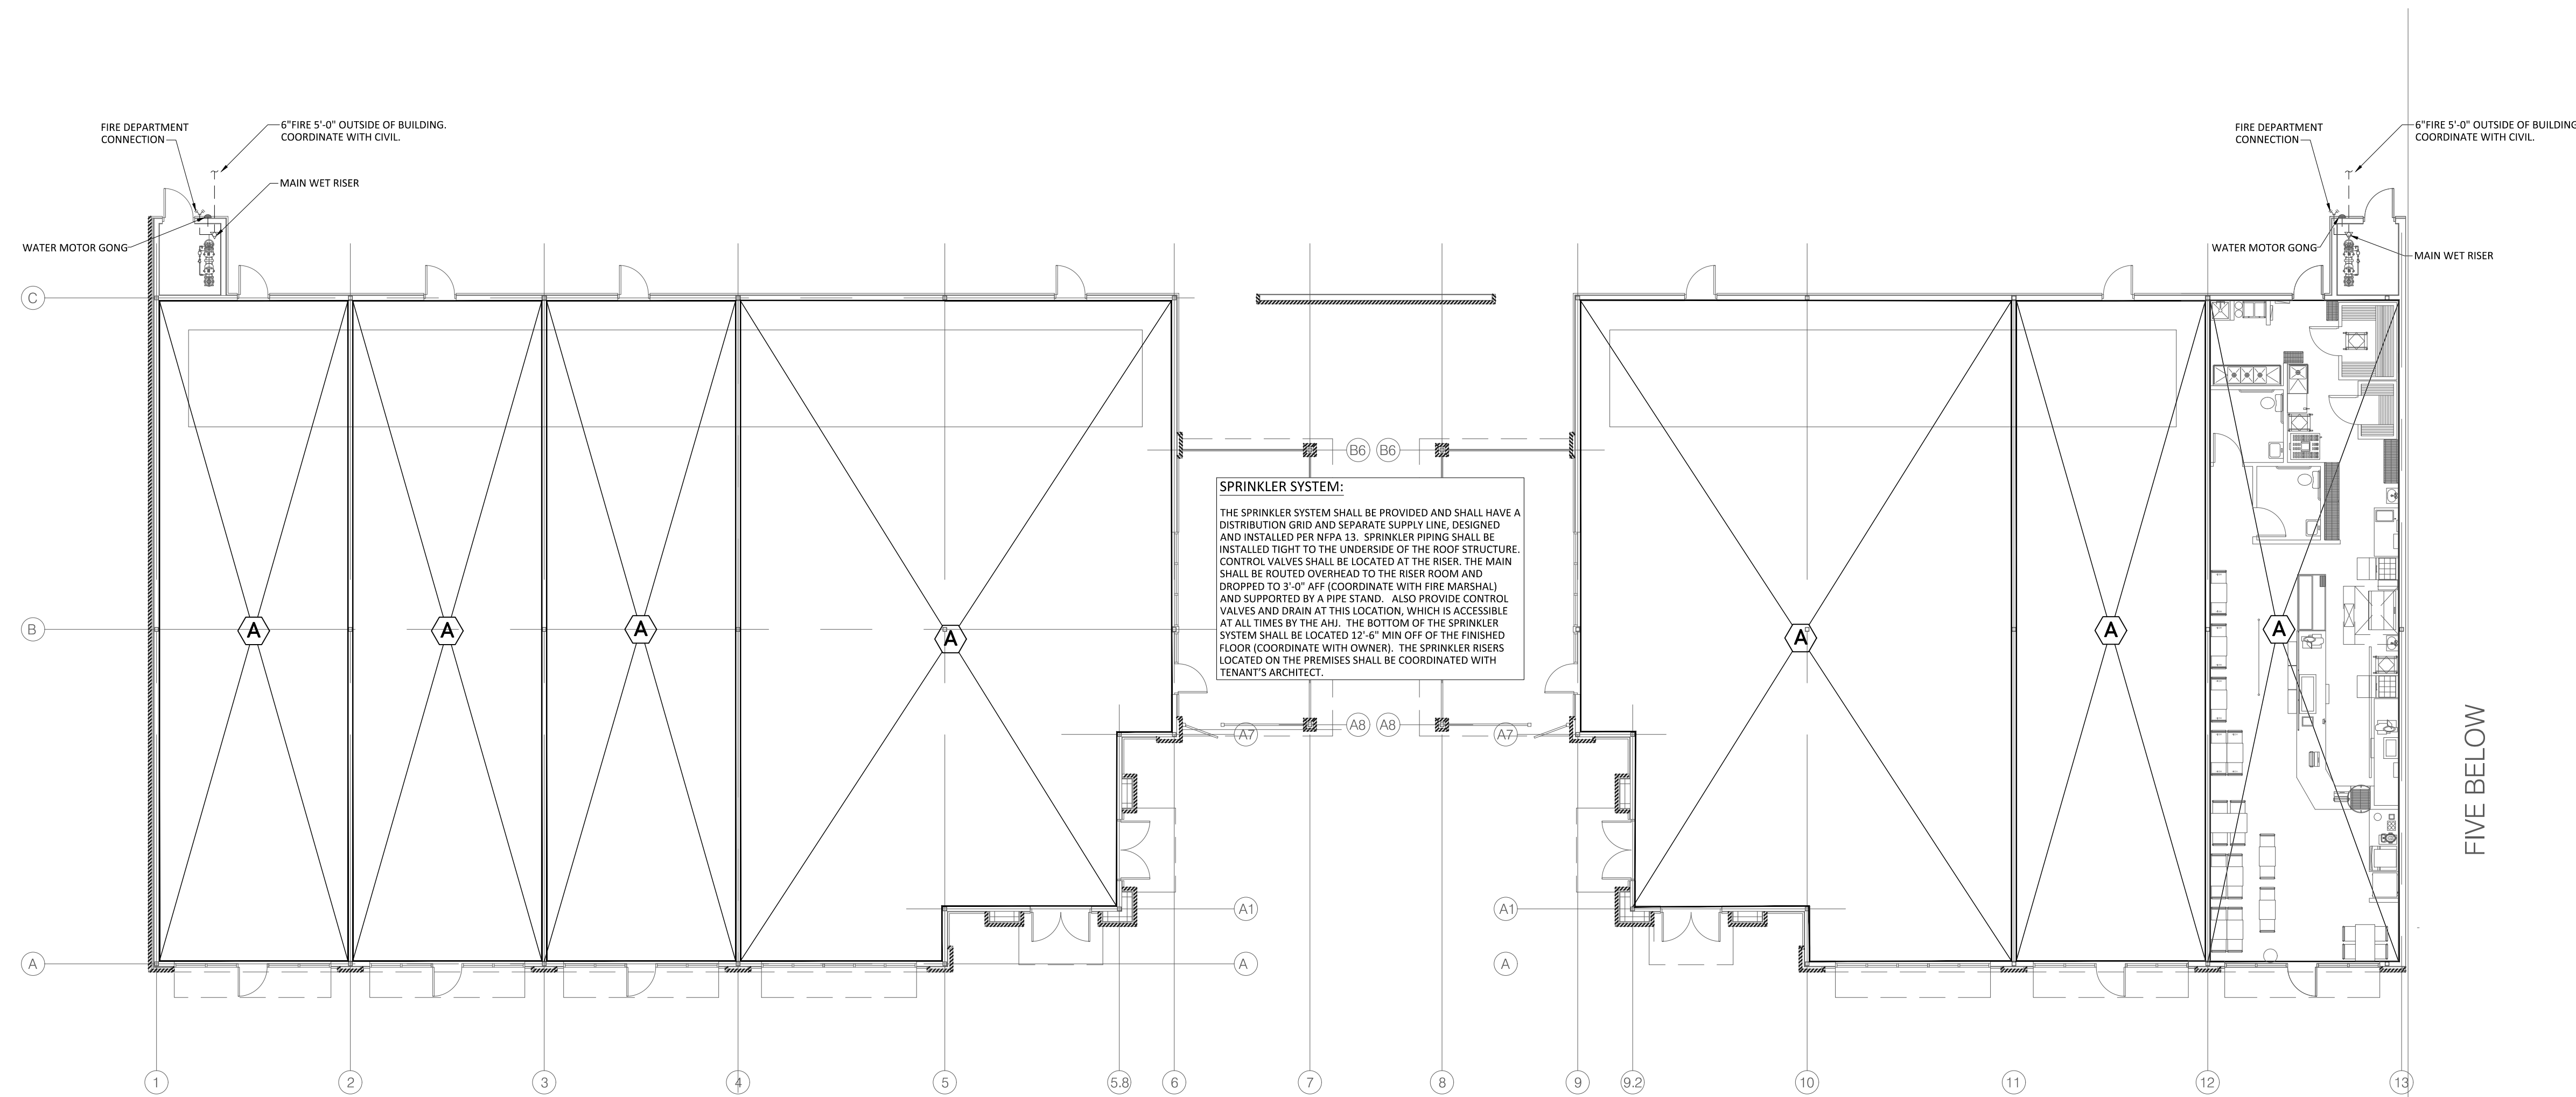 FIRE DEPARTMENT
CONNECTION
6"FIRE 5'-0" OUTSIDE OF BUILDING.
COORDINATE WITH CIVIL.
MAIN WET RISER
WATER MOTOR GONG
FIRE DEPARTMENT
CONNECTION
6"FIRE 5'-0" OUTSIDE OF BUILDING
COORDINATE WITH CIVIL.
WATER MOTOR GONG
MAIN WET RISER
C
B6
B6
SPRINKLER SYSTEM:
THE SPRINKLER SYSTEM SHALL BE PROVIDED AND SHALL HAVE A
DISTRIBUTION GRID AND SEPARATE SUPPLY LINE, DESIGNED
AND INSTALLED PER NFPA 13. SPRINKLER PIPING SHALL BE
INSTALLED TIGHT TO THE UNDERSIDE OF THE ROOF STRUCTURE.
CONTROL VALVES SHALL BE LOCATED AT THE RISER. THE MAIN
SHALL BE ROUTED OVERHEAD TO THE RISER ROOM AND
DROPPED TO 3'-0" AFF (COORDINATE WITH FIRE MARSHAL)
AND SUPPORTED BY A PIPE STAND. ALSO PROVIDE CONTROL
VALVES AND DRAIN AT THIS LOCATION, WHICH IS ACCESSIBLE
AT ALL TIMES BY THE AHJ. THE BOTTOM OF THE SPRINKLER
SYSTEM SHALL BE LOCATED 12'-6" MIN OFF OF THE FINISHED
FLOOR (COORDINATE WITH OWNER). THE SPRINKLER RISERS
LOCATED ON THE PREMISES SHALL BE COORDINATED WITH
TENANT'S ARCHITECT.
B
A
A
A
A
A
A
A
A8
A8
A7
A7
FIVE BELOW
A1
A1
A
A
A
1
2
3
4
5
5.8
6
7
8
9
9.2
10
11
12
13